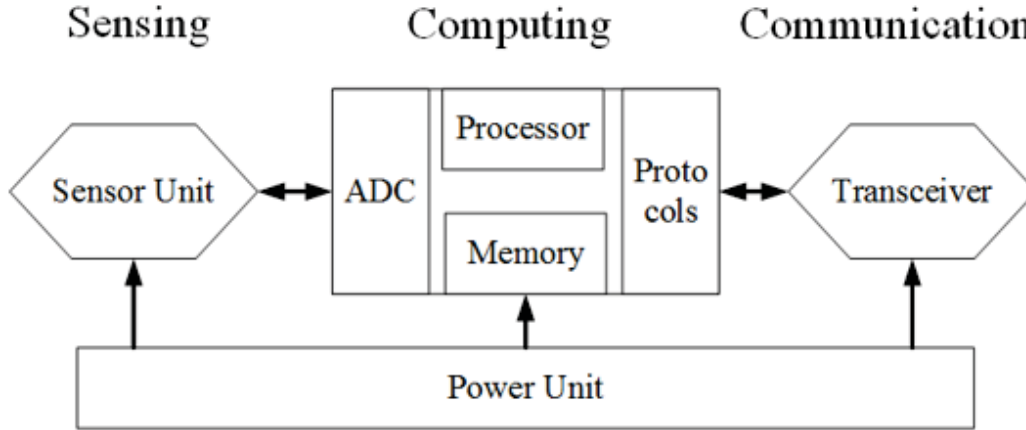 Sensing
Computing
Communication
Sensor Unit
ADC
Processor
Memory
Proto
cols
Transceiver
Power Unit